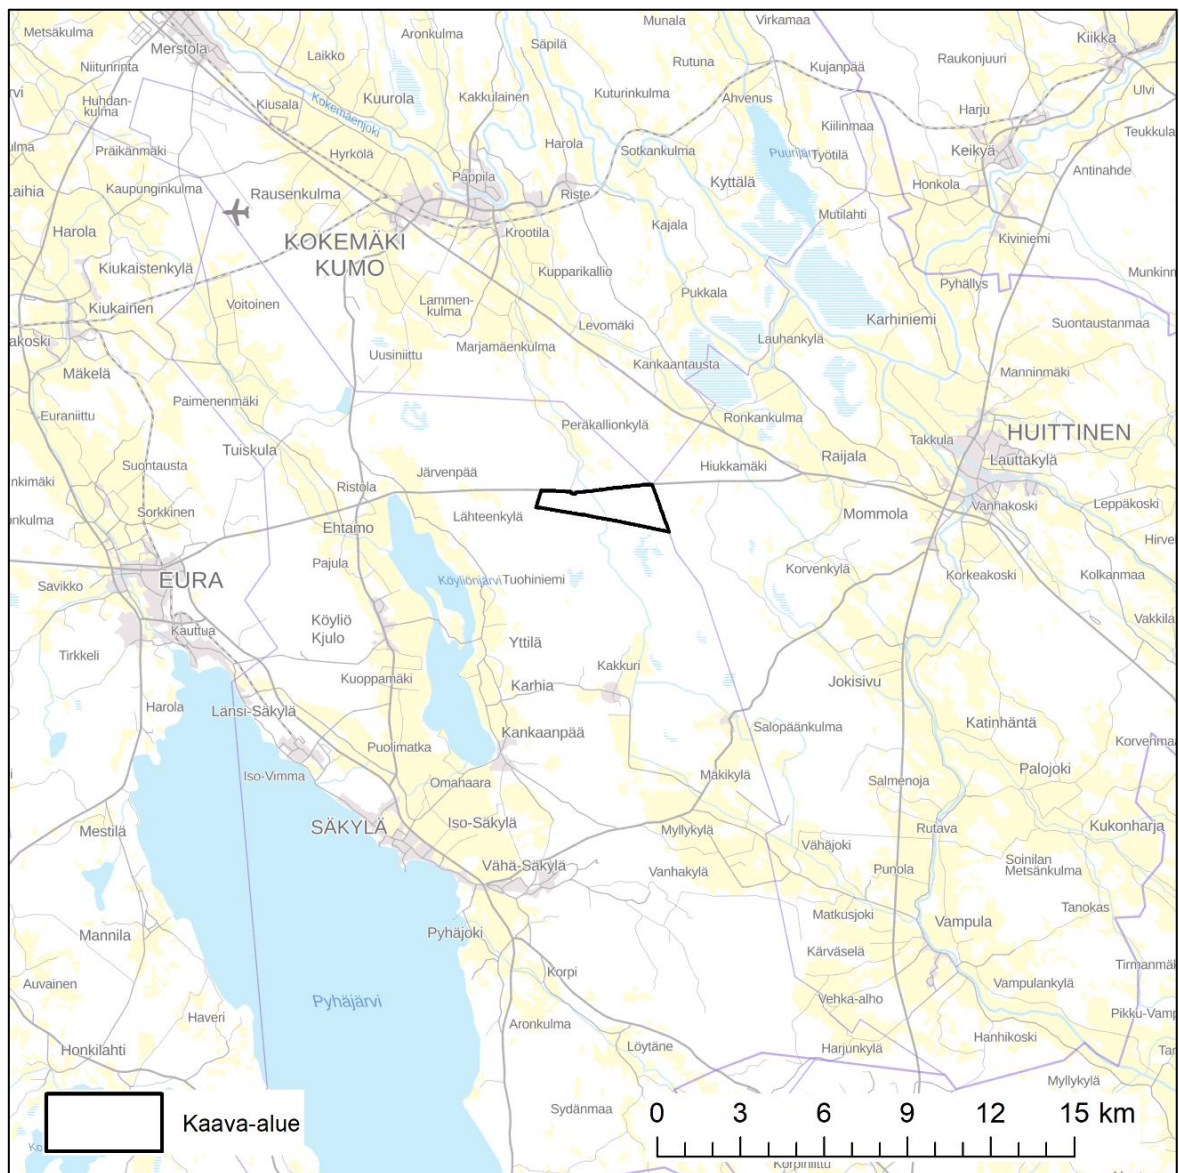 Munala
Virkamaa
Metsäkulma
Aronkulma
Säpilä
Kiikka
Merstola
Laikko
Rutuna
Kujanpää
Raukonjuuri
Niitunrinta
Kuurola
Kakkulainen
Kuturinkulma
Ahvenus
Ulvi
Huhdan-
kulma
Kiusala
Kokemäenjoki
Harju
Kiilinmaa
Teukkula
Präikänmäki
Hyrkölä
Harola
Sotkankulma
Työtilä
Keikyä
Antinahde
Kaupunginkulma
Rausenkulma
Pappila
Riste
Kyttälä
Honkola
Mutilahti
Harola
KOKEMÄKI
KUMO
Krootila
Kajala
Kiviniemi
Kiukaistenkylä
Kupparikallio
Pyhällys
Kiukainen
Voitoinen
Lammen-
kulma
Pukkala
Karhiniemi
Suontaustanmaa
Levomäki
Lauhankylä
Uusiniittu
Marjamäenkulma
Kankaantausta
Mäkelä
Manninmäki
Paimenenmäki
Euraniittu
Peräkallionkylä
Ronkankulma
HUITTINEN
Takkula
Tuiskula
Raijala
Lauttakylä
Suontausta
Järvenpää
Hiukkamäki
Ristola
Leppäkoski
Sorkkinen
Lähteenkylä
Mommola
Vanhakoski
Ehtamo
Pajula
Korvenkylä
Korkeakoski
Kolkanmaa
EURA
Köyliönjärvi
Tuohiniemi
Savikko
Köyliö
Kjulo
Kauttua
Yttilä
Tirkkeli
Kakkuri
Kuoppamäki
Karhia
Jokisivu
Harola
Länsi-Säkylä
Salopäänkulma
Katinhäntä
Kankaanpää
Puolimatka
Iso-Vimma
Omahaara
Mäkikylä
Salmenoja
Palojoki
SÄKYLÄ
Iso-Säkylä
Mestilä
Myllykylä
Rutava
Kukonharja
Vähäjoki
Vähä-Säkylä
Vanhakylä
Punola
Soinilan
Metsänkulma
Tanokas
Matkusjoki
Vampula
Mannila
Pyhäjoki
Kärväselä
Auvainen
Korpi
Vampulankylä
Pyhäjärvi
Vehka-alho
Haveri
Aronkulma
Hanhikoski
Löytäne
Harjunkylä
Honkilahti
Myllykylä
Sydänmaa
Kaava-alue
0 3 6 9 12 15 km